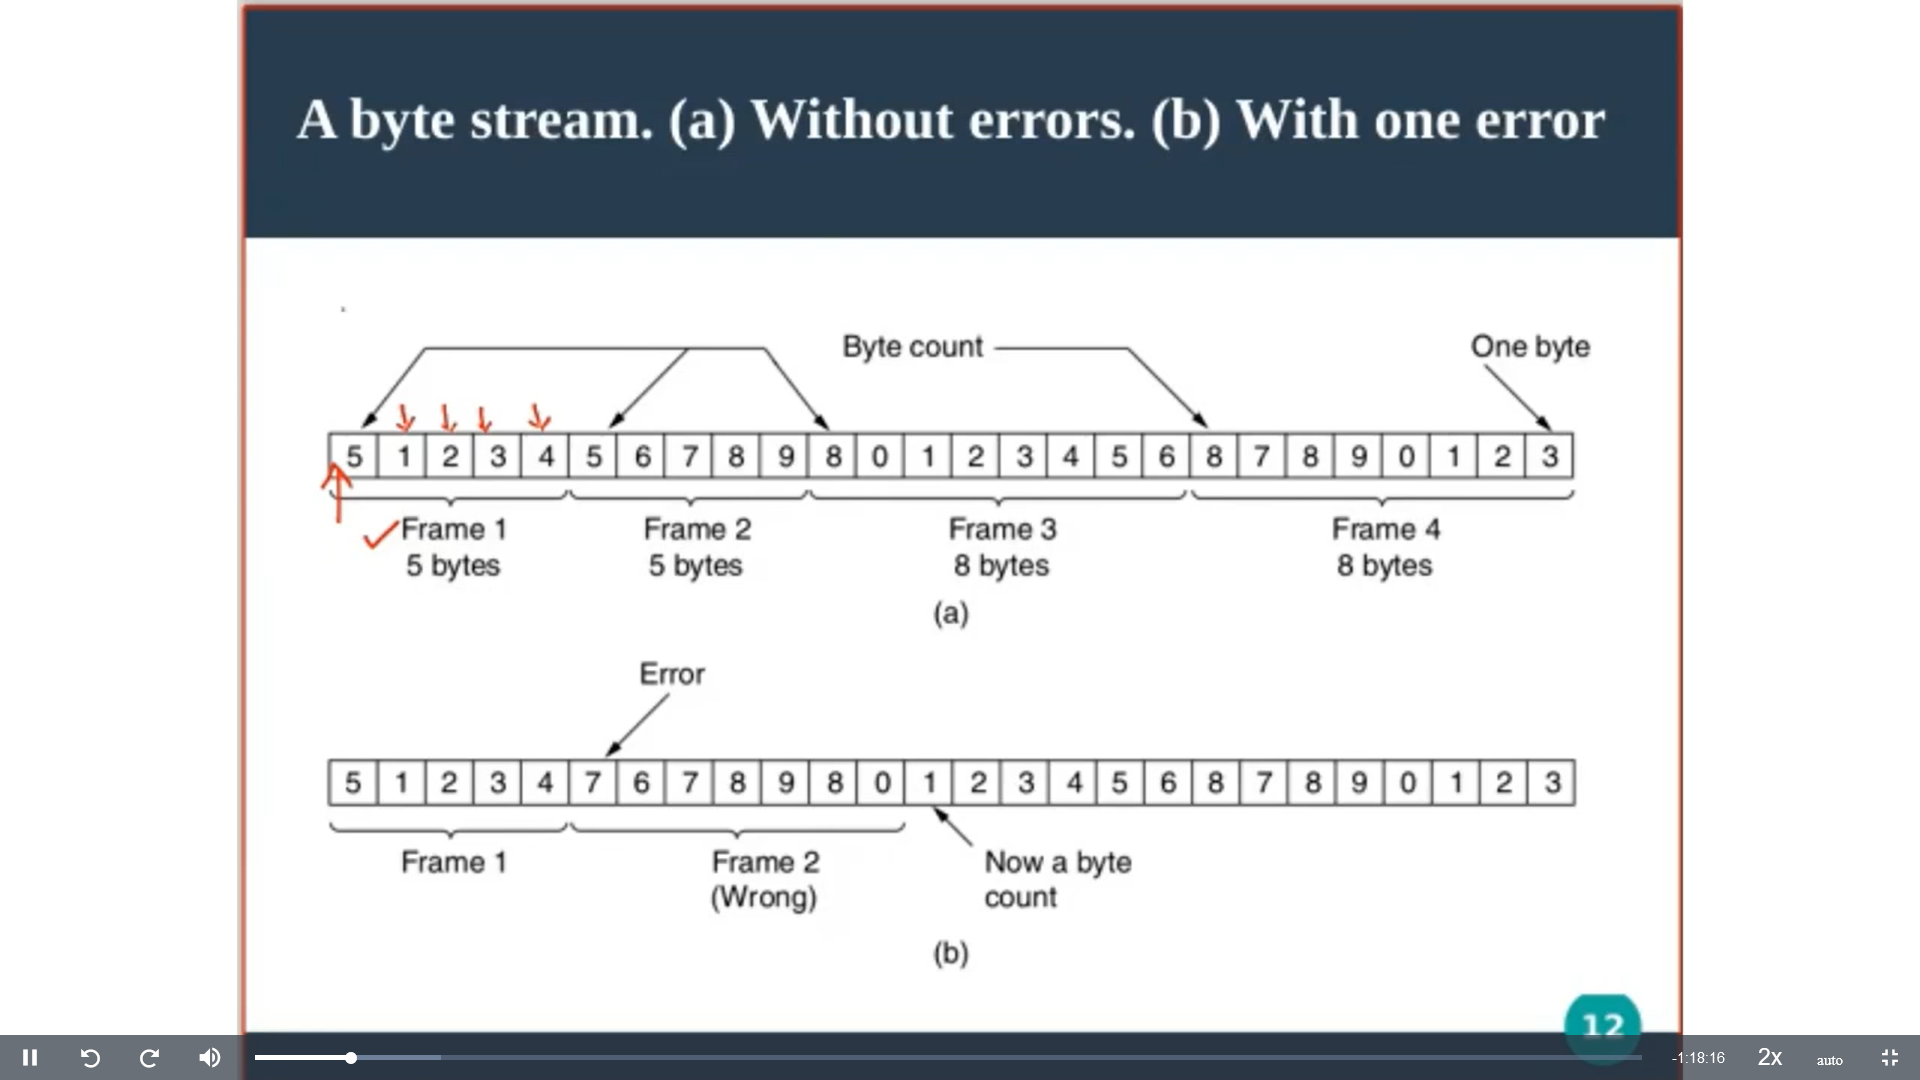 A byte stream. (a) Without errors. (b) With one error
Byte count
One byte
5 1 2 3 4 5 6 7 8 9 8 0 1 2 3 4 5 6 8 7 8 9 0 1 2 3
Frame 1 Frame 2 Frame 3 Frame 4
5 bytes 5 bytes 8 bytes 8 bytes
(a)
Error
5 1 2 3 4 7 6 7 8 9 8 0 1 2 3 4 5 6 8 7 8 9 0 1 2 3
Frame 1
Frame 2
(Wrong)
Now a byte
count
(b)
12
-1:18:16 2x auto